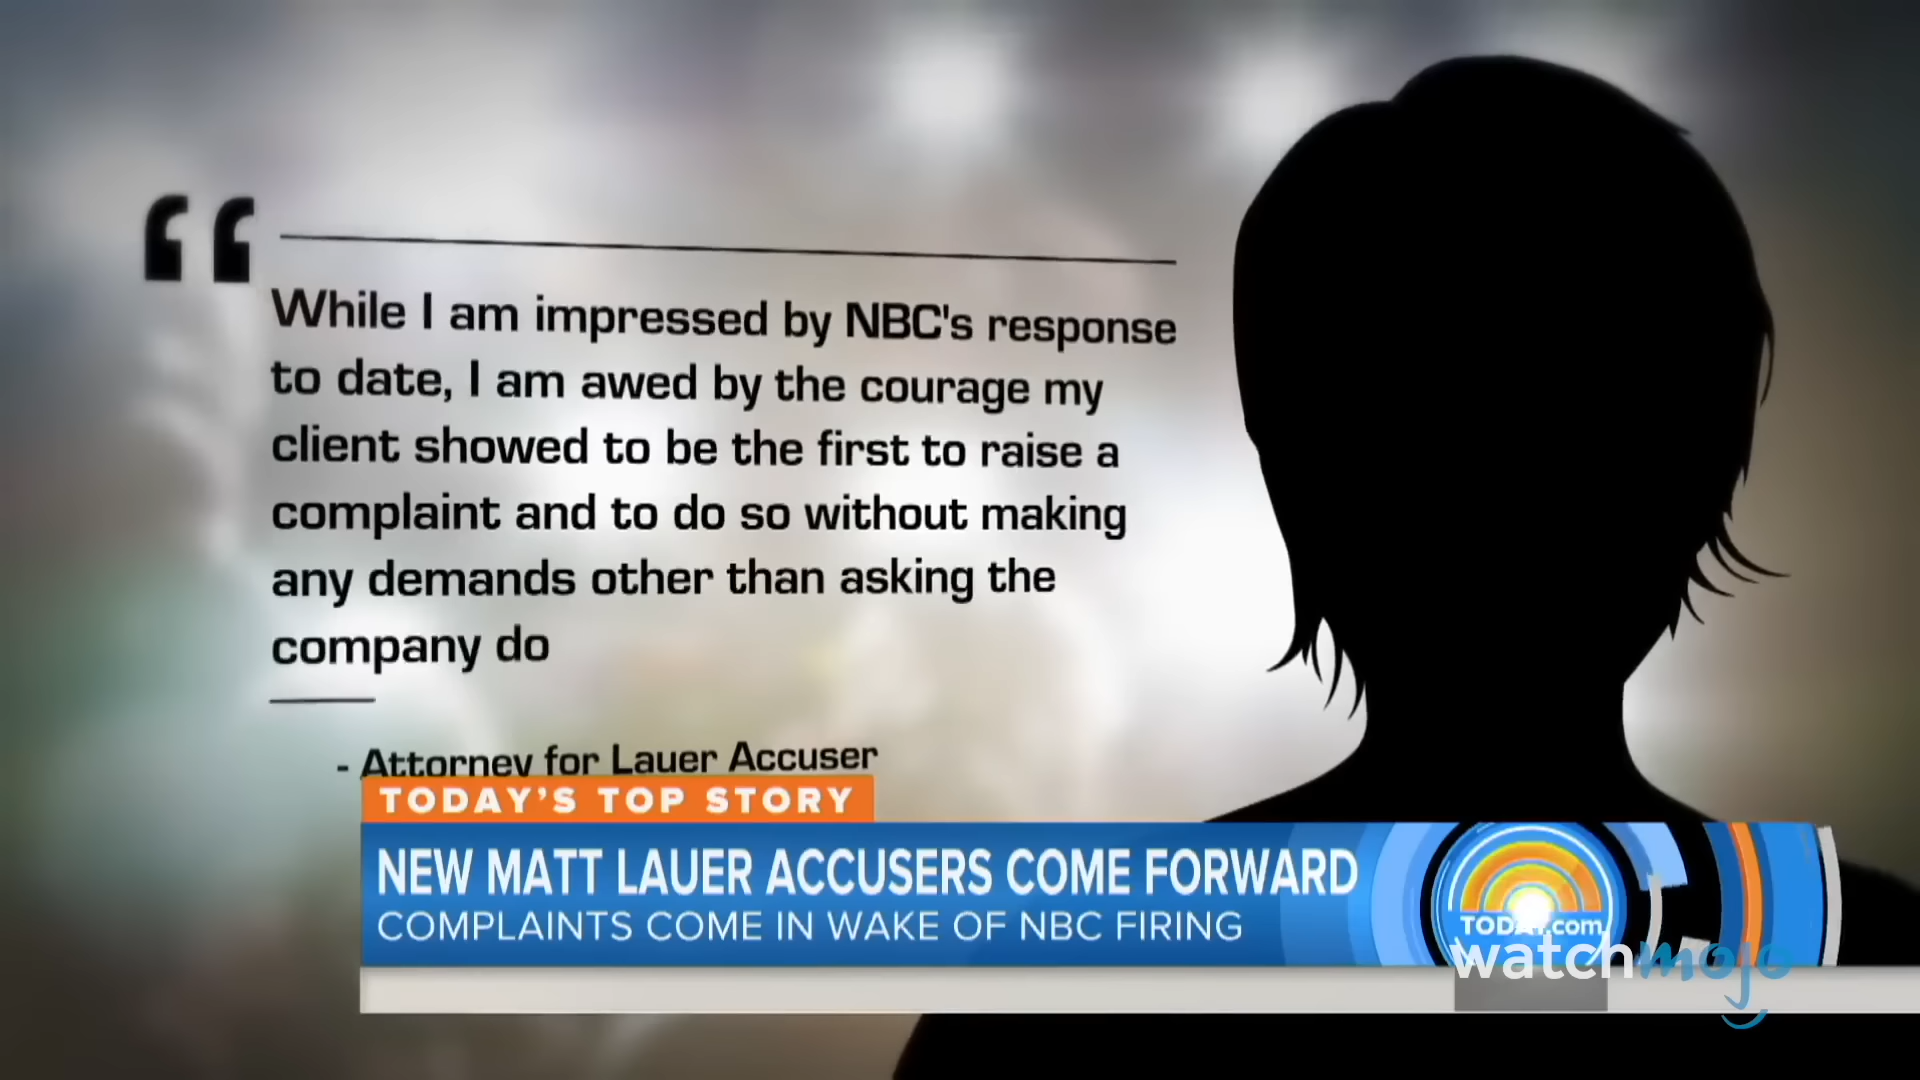 “
While I am impressed by NBC's response
to date, I am awed by the courage my
client showed to be the first to raise a
complaint and to do so without making
any demands other than asking the
company do
- Attorney for Lauer Accuser
TODAY'S TOP STORY
NEW MATT LAUER ACCUSERS COME FORWARD
COMPLAINTS COME IN WAKE OF NBC FIRING
TODAY.com
watchmojo